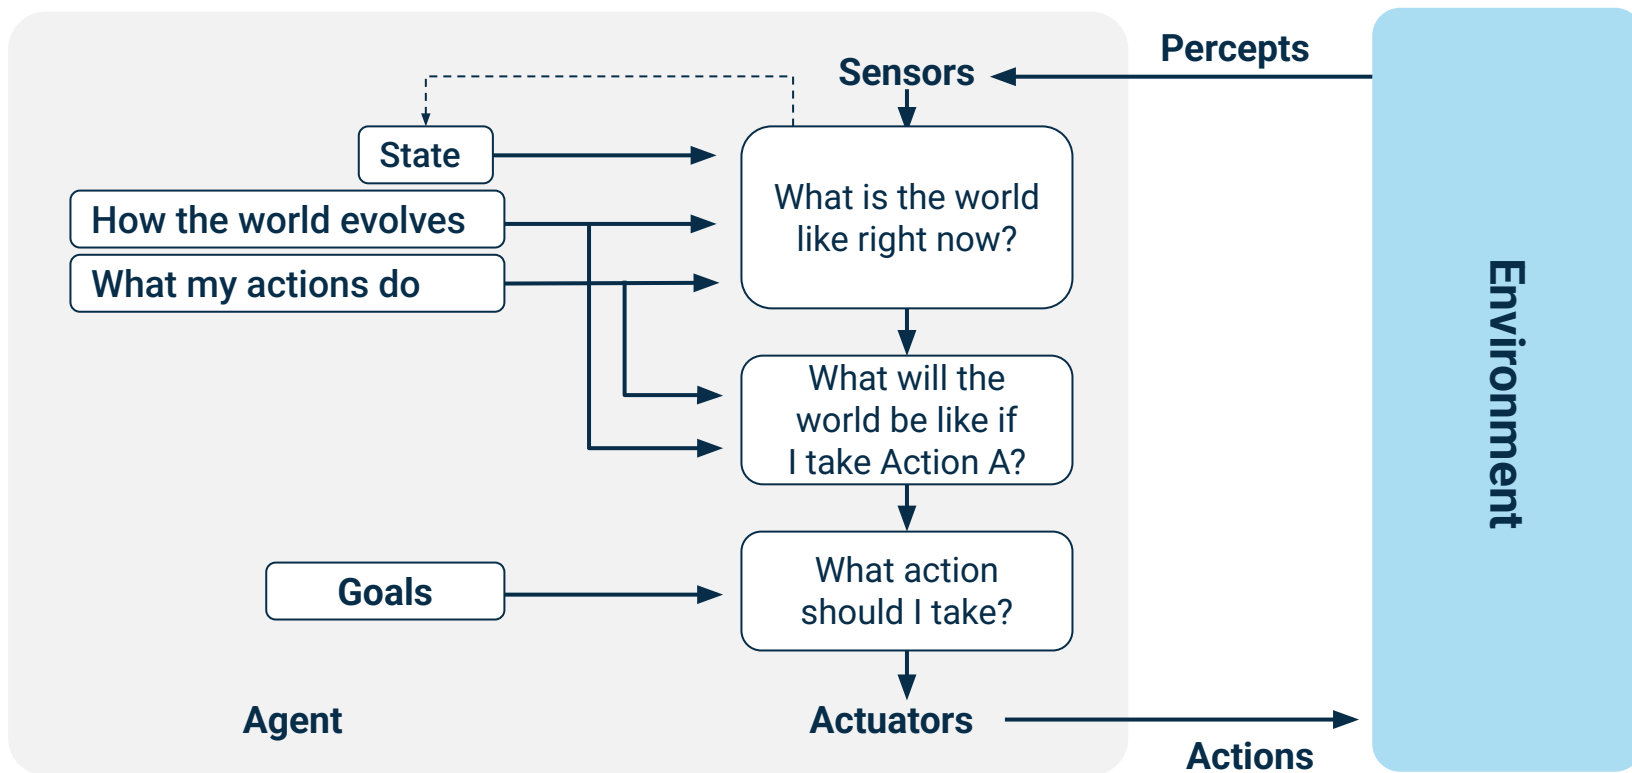 Percepts
Sensors
State
How the world evolves
What my actions do
What is the world
like right now?
What will the
world be like if
I take Action A?
Goals
What action
should I take?
Agent
Actuators
Actions
Environment